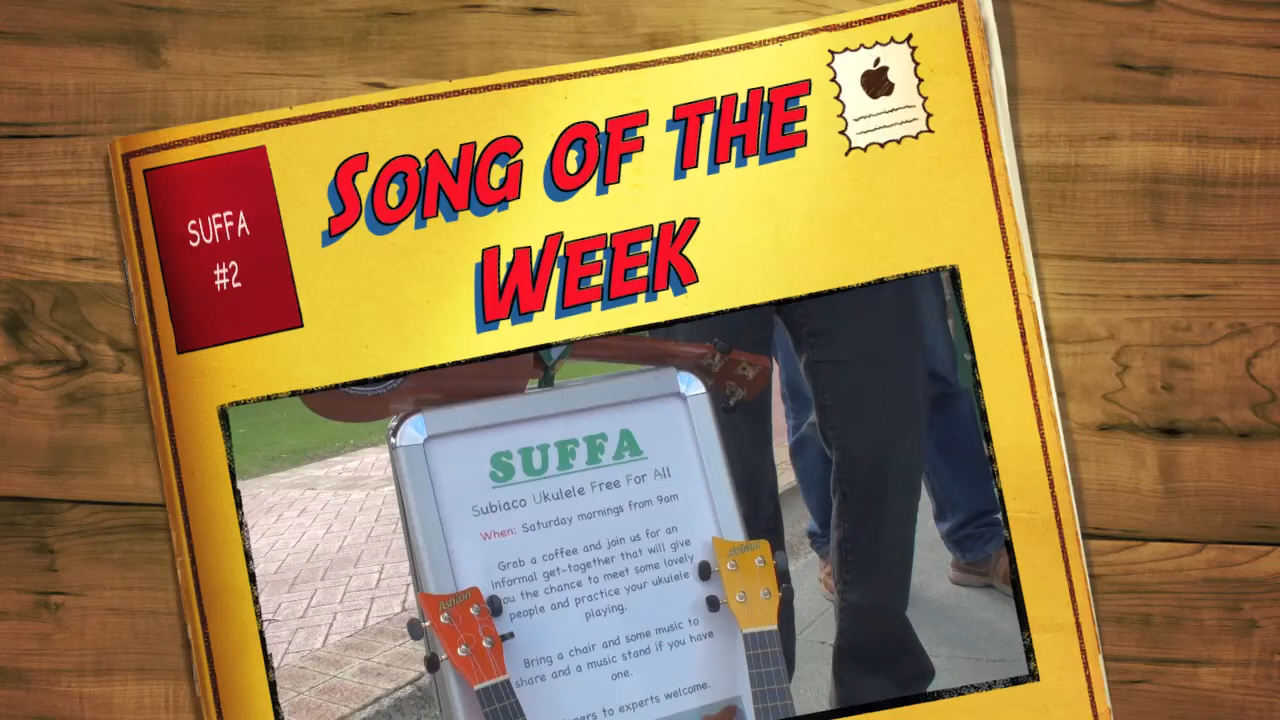 SONG OF THE
WEEK
SUFFA
#2
SUFFA
Subiaco Ukulele Free For All
When: Saturday mornings from 9am
Grab a coffee and join us for an
informal get-together that will give
you the chance to meet some lovely
people and practice your ukulele
playing.
Bring a chair and some music to
share and a music stand if you have
one.
to experts welcome.
Ashton
Ashton